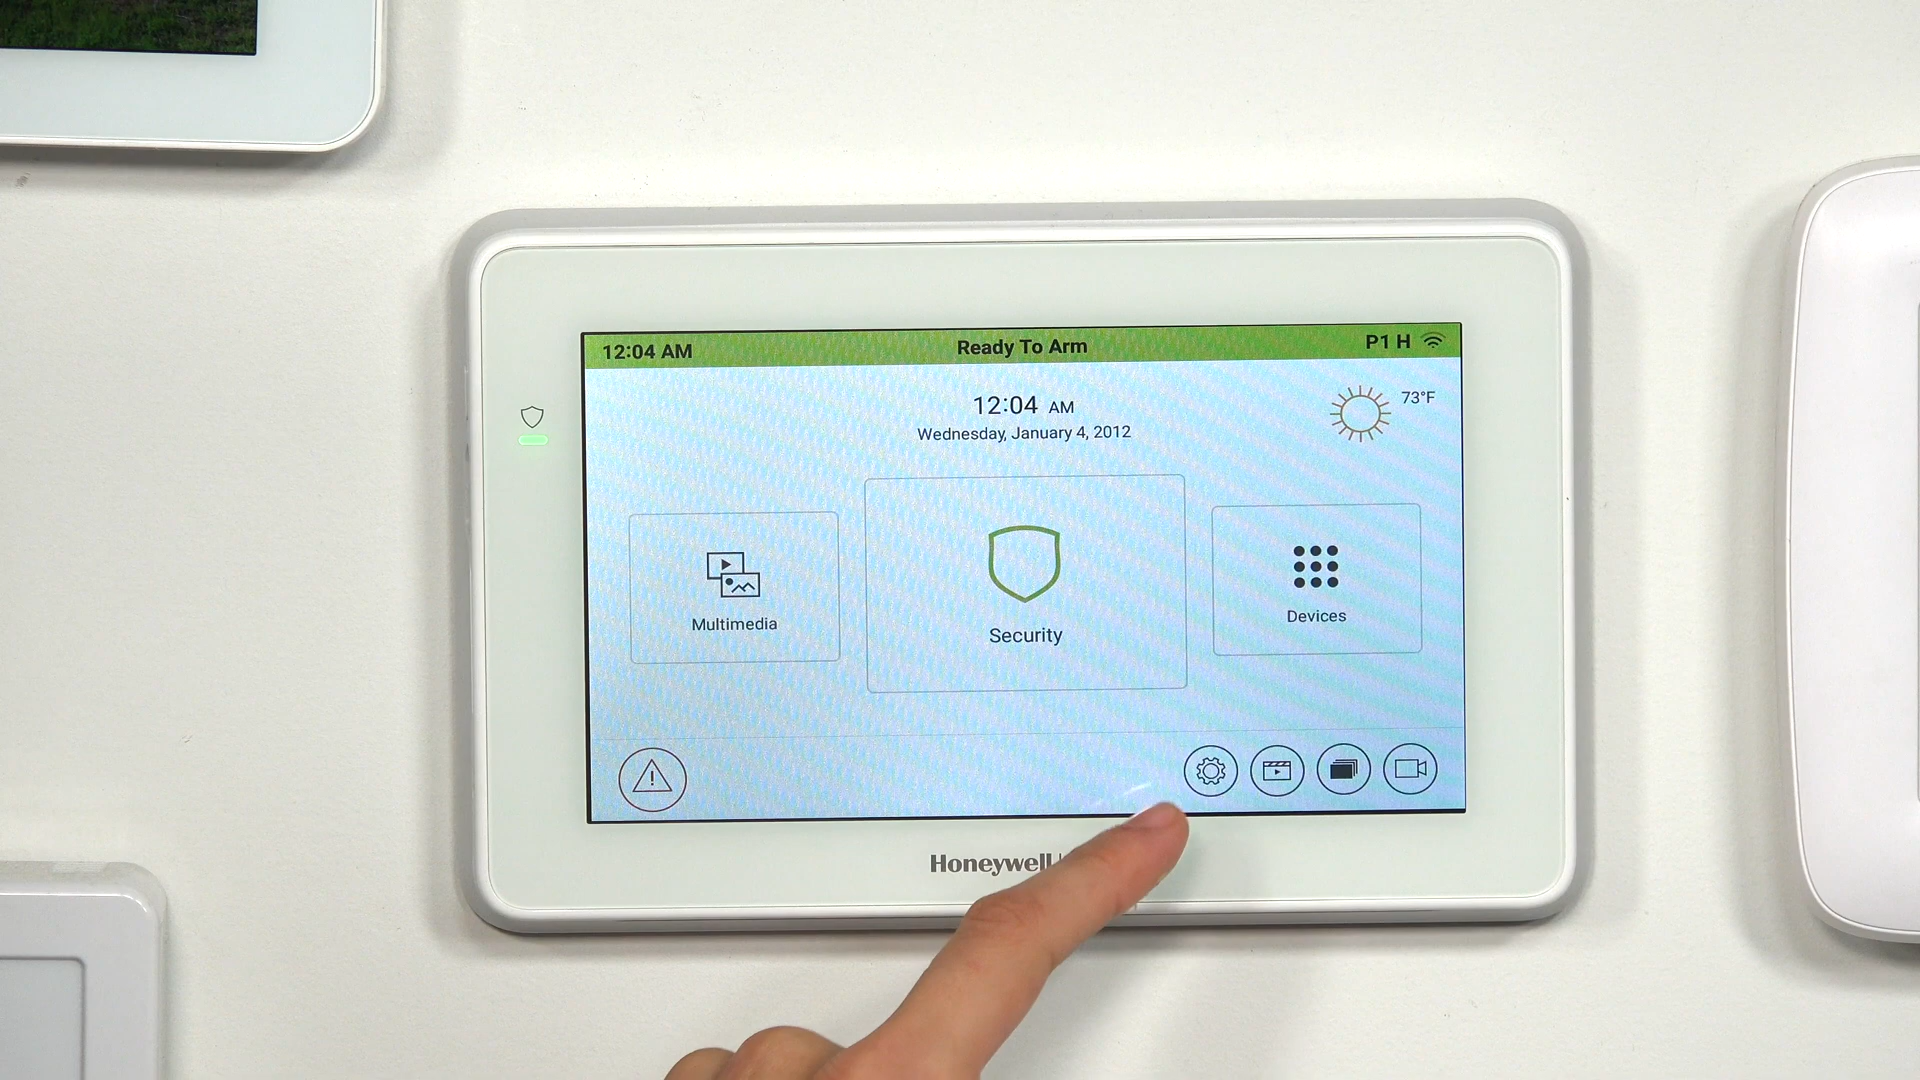 12:04 AM
Ready To Arm
P1 H
12:04 AM
73°F
Wednesday, January 4, 2012
Multimedia
Security
Devices
Honeywell